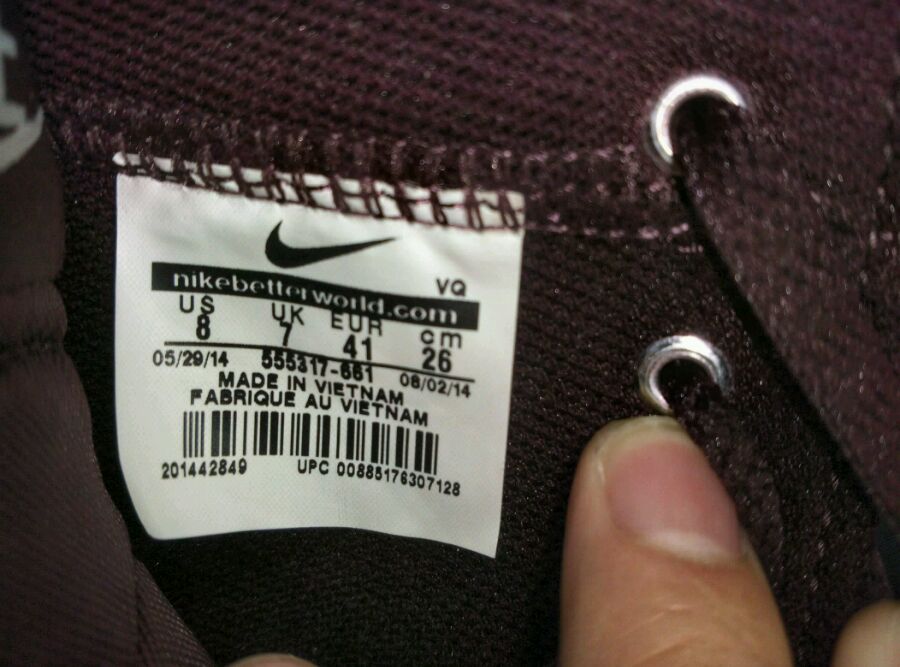 VQ
nikebetterworld.com
US UK EUR cm
8 7 41 26
05/29/14 555317-661 08/02/14
MADE IN VIETNAM
FABRIQUE AU VIETNAM
201442849 UPC 00885176307128